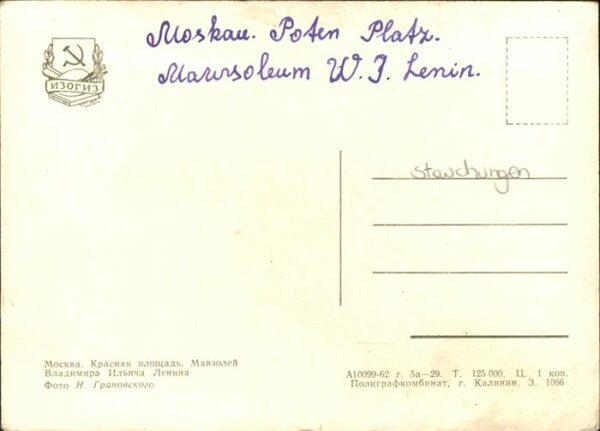 Moskau. Poten Platz.
Mausoleum W. J. Lenin.
ИЗОГИЗ
stauchungen
Москва. Красная площадь. Мавзолей
Владимира Ильича Ленина
Фото Н. Грановского
А10099-62 г. 5а—29. Т. 125 000. Ц. 1 коп.
Полиграфкомбинат, г. Калинин, З. 1066